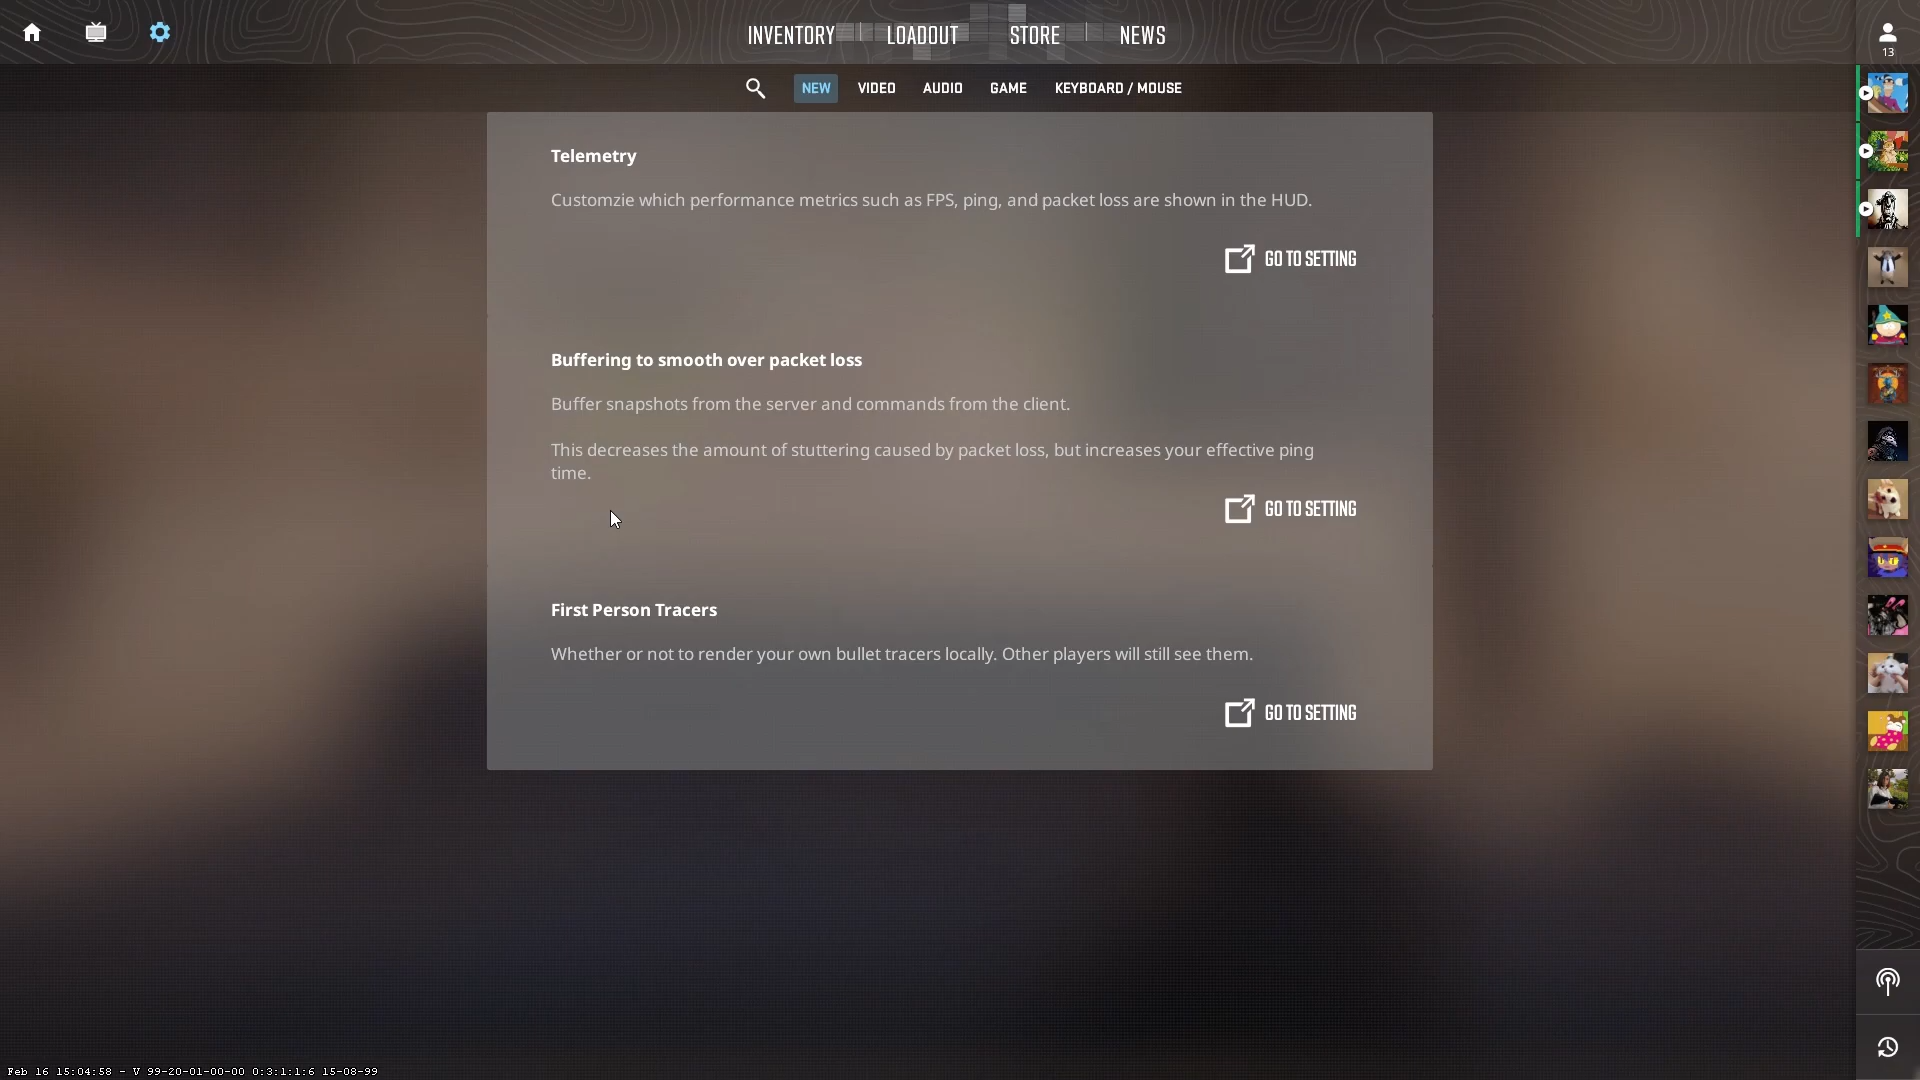 INVENTORY
LOADOUT
STORE
NEWS
13
NEW
VIDEO
AUDIO
GAME
KEYBOARD / MOUSE
Telemetry
Customzie which performance metrics such as FPS, ping, and packet loss are shown in the HUD.
GO TO SETTING
Buffering to smooth over packet loss
Buffer snapshots from the server and commands from the client.
This decreases the amount of stuttering caused by packet loss, but increases your effective ping
time.
GO TO SETTING
First Person Tracers
Whether or not to render your own bullet tracers locally. Other players will still see them.
GO TO SETTING
Feb 16 15:04:58 - V 99-20-01-00-00 0:3:1:1:6 15-08-99